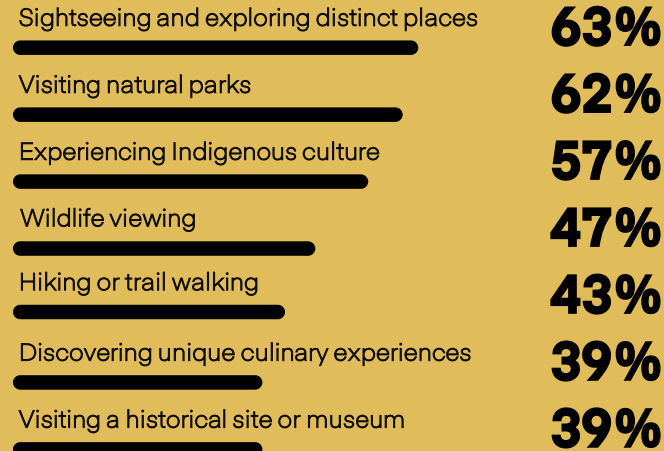 Sightseeing and exploring distinct places 63%
Visiting natural parks 62%
Experiencing Indigenous culture 57%
Wildlife viewing 47%
Hiking or trail walking 43%
Discovering unique culinary experiences 39%
Visiting a historical site or museum 39%